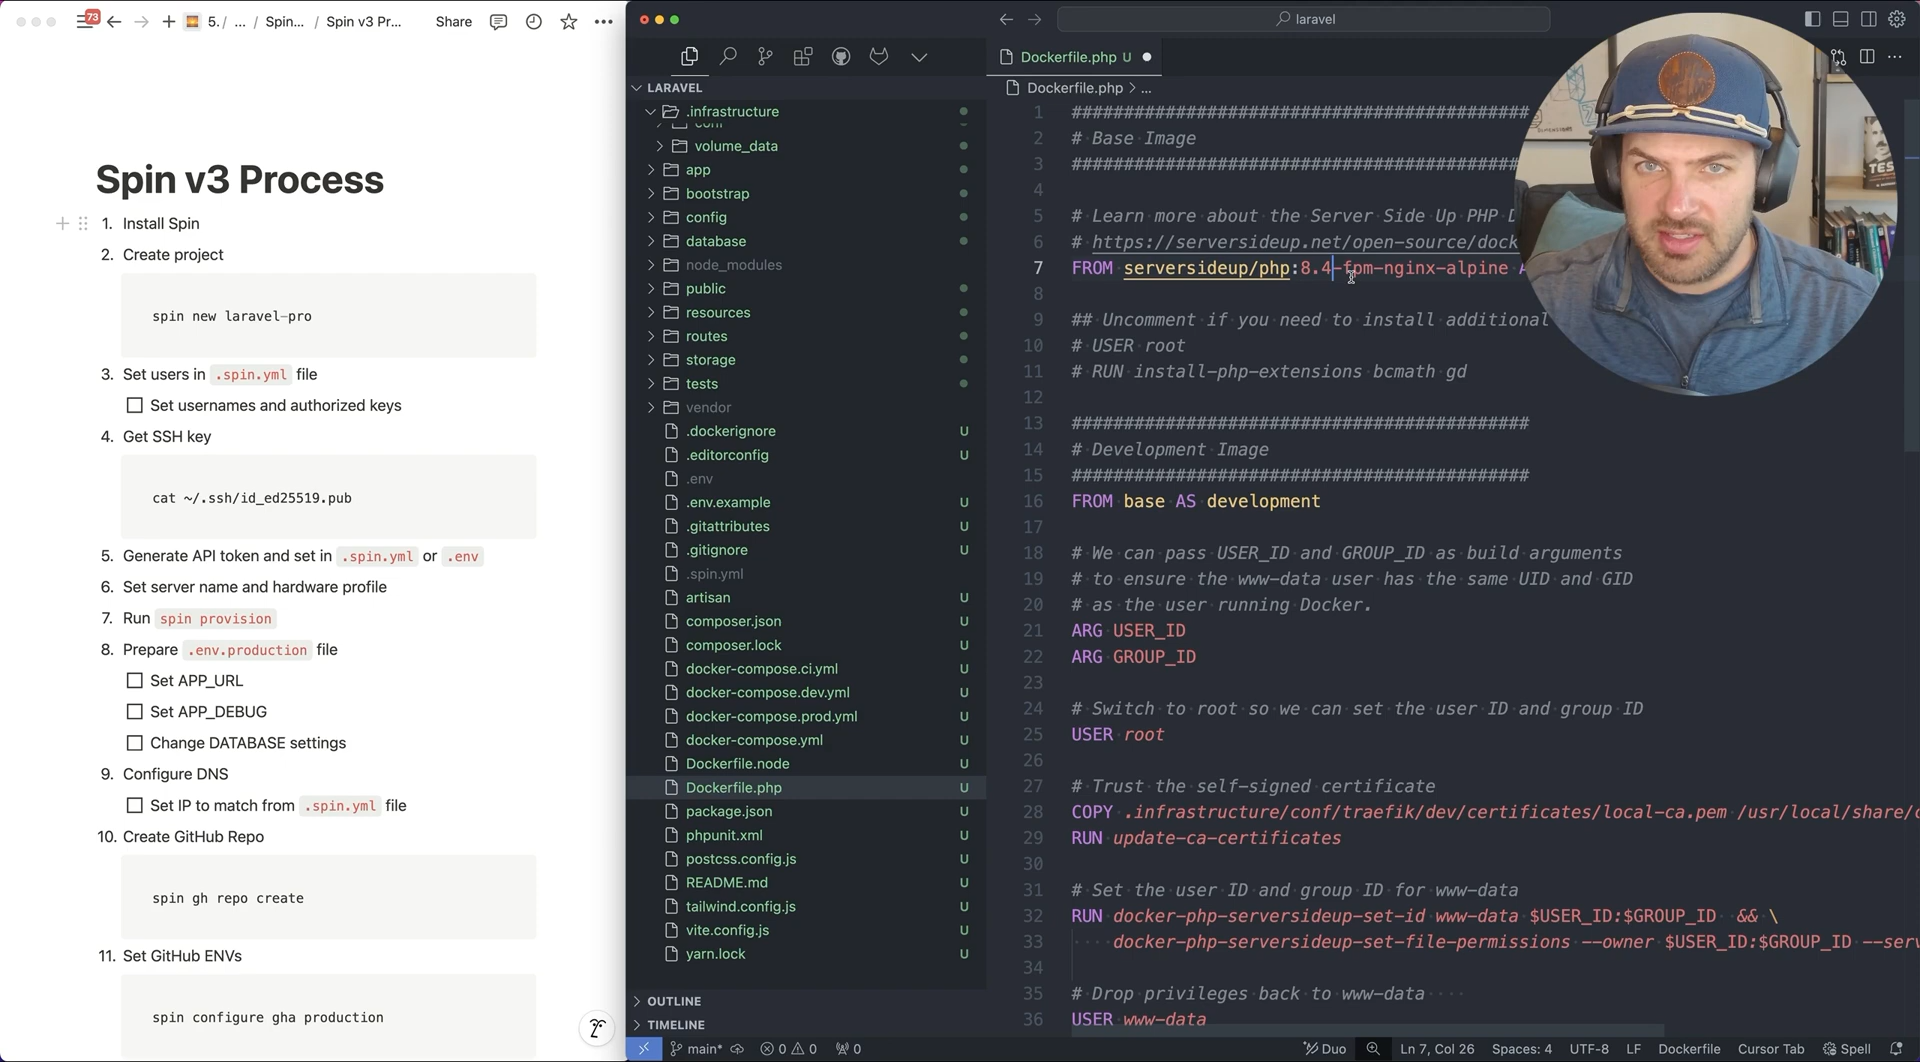 73
5. / ... / Spin... / Spin v3 Pr...
Share
Spin v3 Process
1. Install Spin
2. Create project
spin new laravel-pro
3. Set users in .spin.yml file
Set usernames and authorized keys
4. Get SSH key
cat ~/.ssh/id_ed25519.pub
5. Generate API token and set in .spin.yml or .env
6. Set server name and hardware profile
7. Run spin provision
8. Prepare .env.production file
Set APP_URL
Set APP_DEBUG
Change DATABASE settings
9. Configure DNS
Set IP to match from .spin.yml file
10. Create GitHub Repo
spin gh repo create
11. Set GitHub ENVs
spin configure gha production
laravel
LARAVEL
.infrastructure
conf
volume_data
app
bootstrap
config
database
node_modules
public
resources
routes
storage
tests
vendor
.dockerignore U
.editorconfig U
.env
.env.example U
.gitattributes U
.gitignore U
.spin.yml
artisan U
composer.json U
composer.lock U
docker-compose.ci.yml U
docker-compose.dev.yml U
docker-compose.prod.yml U
docker-compose.yml U
Dockerfile.node U
Dockerfile.php U
package.json U
phpunit.xml U
postcss.config.js U
README.md U
tailwind.config.js U
vite.config.js U
yarn.lock U
OUTLINE
TIMELINE
Dockerfile.php U
Dockerfile.php > ...
1 ############################################
2 # Base Image
3 ############################################
4
5 # Learn more about the Server Side Up PHP D
6 # https://serversideup.net/open-source/dock
7 FROM serversideup/php:8.4-fpm-nginx-alpine A
8
9 ## Uncomment if you need to install additional
10 # USER root
11 # RUN install-php-extensions bcmath gd
12
13 ############################################
14 # Development Image
15 ############################################
16 FROM base AS development
17
18 # We can pass USER_ID and GROUP_ID as build arguments
19 # to ensure the www-data user has the same UID and GID
20 # as the user running Docker.
21 ARG USER_ID
22 ARG GROUP_ID
23
24 # Switch to root so we can set the user ID and group ID
25 USER root
26
27 # Trust the self-signed certificate
28 COPY .infrastructure/conf/traefik/dev/certificates/local-ca.pem /usr/local/share/c
29 RUN update-ca-certificates
30
31 # Set the user ID and group ID for www-data
32 RUN docker-php-serversideup-set-id www-data $USER_ID:$GROUP_ID && \
33 docker-php-serversideup-set-file-permissions --owner $USER_ID:$GROUP_ID --serv
34
35 # Drop privileges back to www-data
36 USER www-data
main* 0 0 0
Duo Ln 7, Col 26 Spaces: 4 UTF-8 LF Dockerfile Cursor Tab Spell